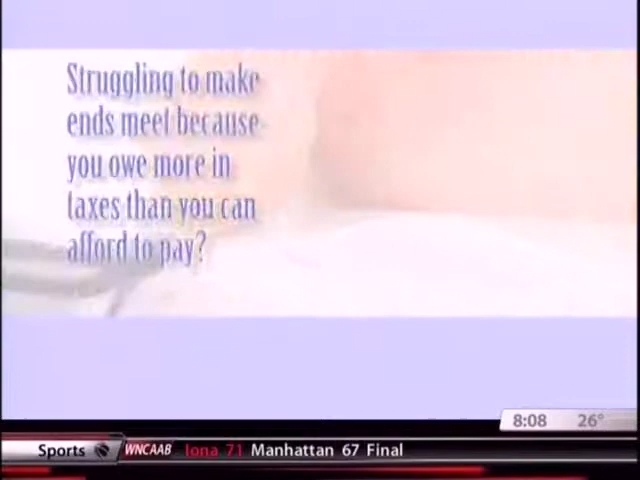 Struggling to make
ends meet because
you owe more in
taxes than you can
afford to pay?
8:08 26°
Sports WNCAAB Iona 71 Manhattan 67 Final